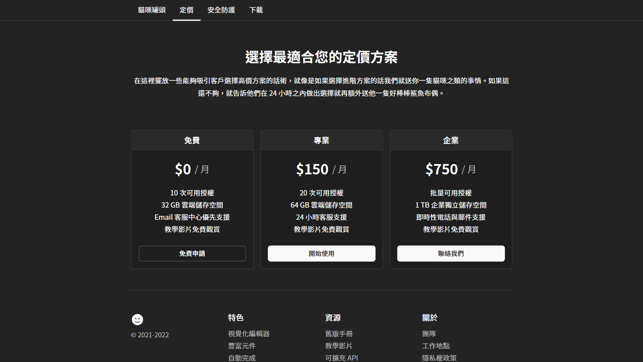 貓咪罐頭
定價
安全防護
下載
選擇最適合您的定價方案
在這裡擺放一些能夠吸引客戶選擇高價方案的話術，就像是如果選擇進階方案的話我們就送你一隻貓咪之類的事情。如果這
還不夠，就告訴他們在 24 小時之內做出選擇就再額外送他一隻好棒棒鯊魚布偶。
免費
$0 / 月
10 次可用授權
32 GB 雲端儲存空間
Email 客服中心優先支援
教學影片免費觀賞
免費申請
專業
$150 / 月
20 次可用授權
64 GB 雲端儲存空間
24 小時客服支援
教學影片免費觀賞
開始使用
企業
$750 / 月
批量可用授權
1 TB 企業獨立儲存空間
即時性電話與郵件支援
教學影片免費觀賞
聯絡我們
© 2021-2022
特色
視覺化編輯器
豐富元件
自動完成
資源
舊版手冊
教學影片
可擴充 API
關於
團隊
工作地點
隱私權政策